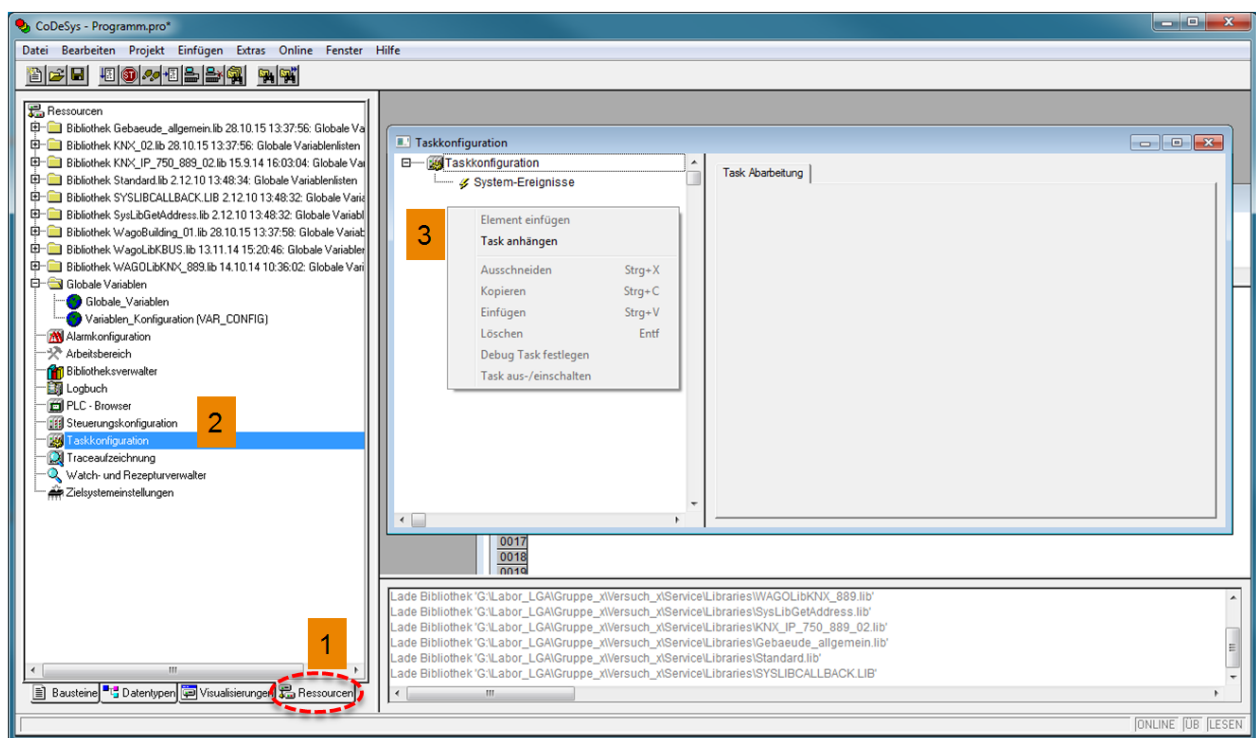 CoDeSys - Programm.pro*
Datei Bearbeiten Projekt Einfügen Extras Online Fenster Hilfe
Ressourcen
Bibliothek Gebaeude_allgemein.lib 28.10.15 13:37:56: Globale Va
Bibliothek KNX_02.lib 28.10.15 13:37:56: Globale Variablenlisten
Bibliothek KNX_IP_750_889_02.lib 15.9.14 16:03:04: Globale Var
Bibliothek Standard.lib 2.12.10 13:48:34: Globale Variablenlisten
Bibliothek SYSLIBCALLBACK.LIB 2.12.10 13:48:32: Globale Varia
Bibliothek SysLibGetAddress.lib 2.12.10 13:48:32: Globale Variabl
Bibliothek WagoBuilding_01.lib 28.10.15 13:37:58: Globale Variab
Bibliothek WagoLibKBUS.lib 13.11.14 15:20:46: Globale Variablen
Bibliothek WAGOLibKNX_889.lib 14.10.14 10:36:02: Globale Vari
Globale Variablen
Globale_Variablen
Variablen_Konfiguration (VAR_CONFIG)
Alarmkonfiguration
Arbeitsbereich
Bibliotheksverwalter
Logbuch
PLC - Browser
Steuerungskonfiguration
2
Taskkonfiguration
Traceaufzeichnung
Watch- und Rezepturverwalter
Zielsystemeinstellungen
1
Bausteine Datentypen Visualisierungen Ressourcen
Taskkonfiguration
Taskkonfiguration
System-Ereignisse
Task Abarbeitung
3
Element einfügen
Task anhängen
Ausschneiden Strg+X
Kopieren Strg+C
Einfügen Strg+V
Löschen Entf
Debug Task festlegen
Task aus-/einschalten
0017
0018
0019
Lade Bibliothek 'G:\Labor_LGA\Gruppe_x\Versuch_x\Service\Libraries\WAGOLibKNX_889.lib'
Lade Bibliothek 'G:\Labor_LGA\Gruppe_x\Versuch_x\Service\Libraries\SysLibGetAddress.lib'
Lade Bibliothek 'G:\Labor_LGA\Gruppe_x\Versuch_x\Service\Libraries\KNX_IP_750_889_02.lib'
Lade Bibliothek 'G:\Labor_LGA\Gruppe_x\Versuch_x\Service\Libraries\Gebaeude_allgemein.lib'
Lade Bibliothek 'G:\Labor_LGA\Gruppe_x\Versuch_x\Service\Libraries\Standard.lib'
Lade Bibliothek 'G:\Labor_LGA\Gruppe_x\Versuch_x\Service\Libraries\SYSLIBCALLBACK.LIB'
ONLINE ÜB LESEN